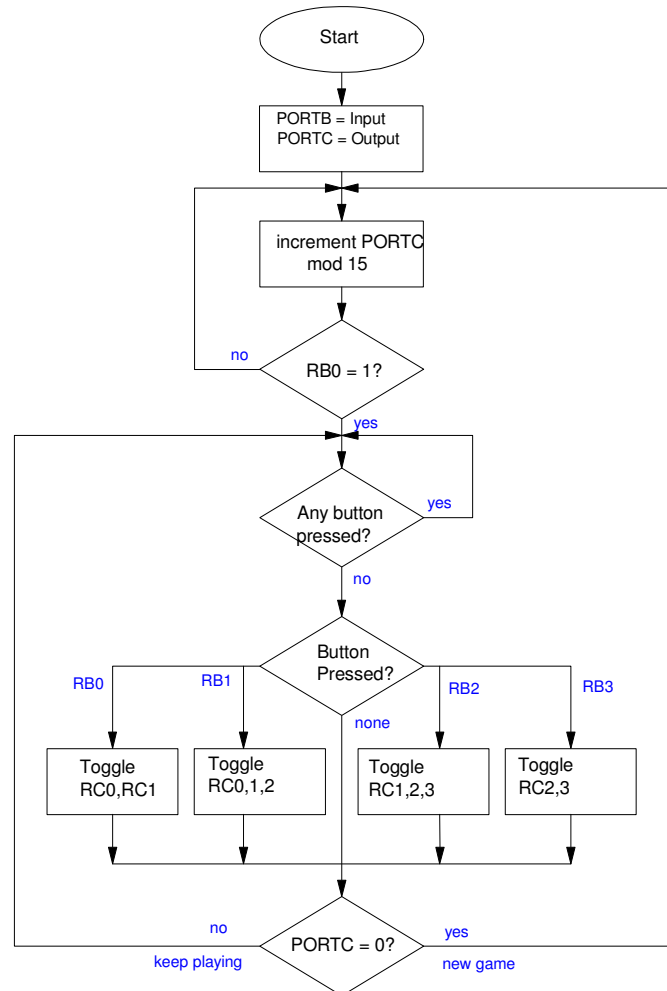 Start
PORTB = Input
PORTC = Output
increment PORTC
mod 15
no
RB0 = 1?
yes
Any button
pressed?
yes
no
Button
Pressed?
RB0
RB1
RB2
RB3
none
Toggle
RC0,RC1
Toggle
RC0,1,2
Toggle
RC1,2,3
Toggle
RC2,3
no
PORTC = 0?
yes
keep playing
new game